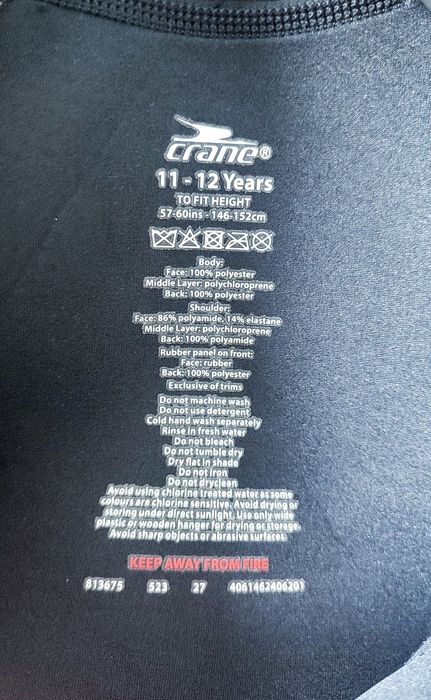 crane®
11 - 12 Years
TO FIT HEIGHT
57-60ins - 146-152cm
Body:
Face: 100% polyester
Middle Layer: polychloroprene
Back: 100% polyester
Shoulder:
Face: 86% polyamide, 14% elastane
Middle Layer: polychloroprene
Back: 100% polyamide
Rubber panel on front:
Face: rubber
Back: 100% polyester
Exclusive of trims
Do not machine wash
Do not use detergent
Cold hand wash separately
Rinse in fresh water
Do not bleach
Do not tumble dry
Dry flat in shade
Do not iron
Do not dryclean
Avoid using chlorine treated water as some
colours are chlorine sensitive. Avoid drying or
storing under direct sunlight. Use only wide
plastic or wooden hanger for drying or storage.
Avoid sharp objects or abrasive surfaces
KEEP AWAY FROM FIRE
813675 523 27 4061462406201